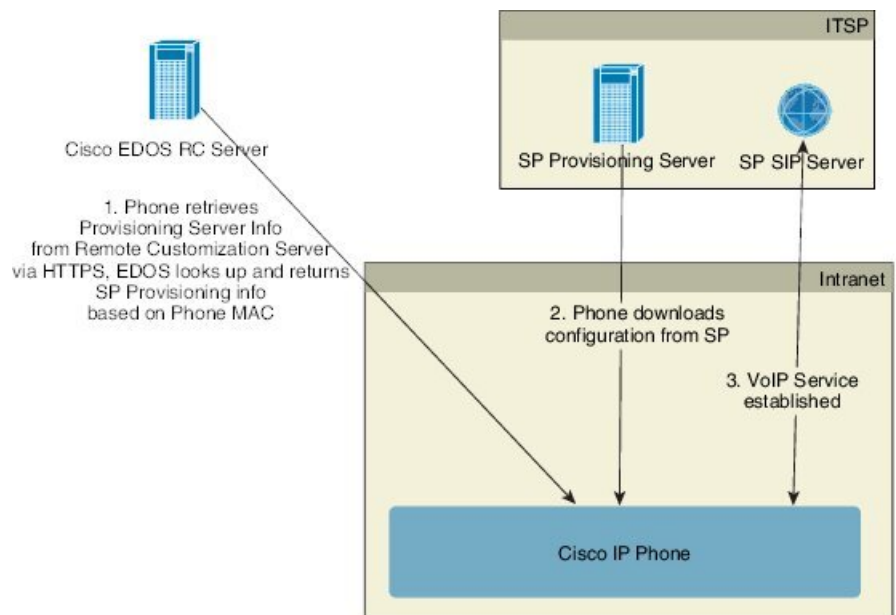 ITSP
Cisco EDOS RC Server
SP Provisioning Server
SP SIP Server
1. Phone retrieves
Provisioning Server Info
from Remote Customization Server
via HTTPS, EDOS looks up and returns
SP Provisioning info
based on Phone MAC
Intranet
2. Phone downloads
configuration from SP
3. VoIP Service
established
Cisco IP Phone